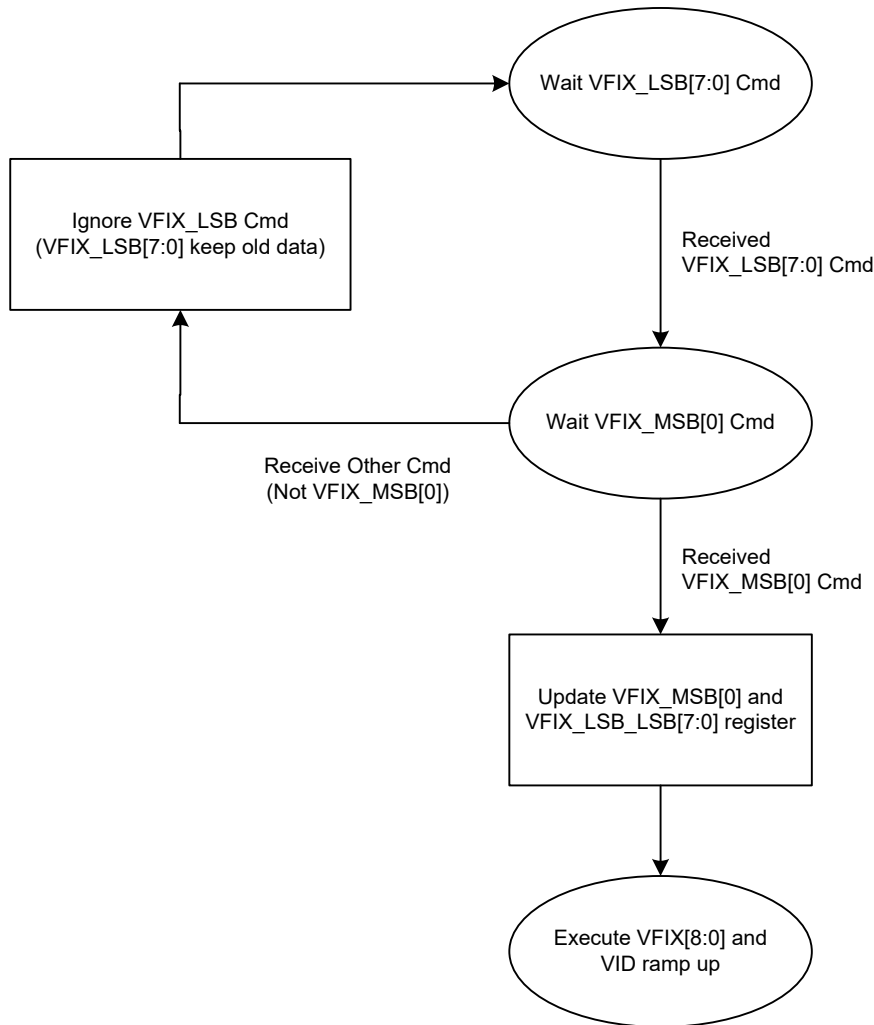 Wait VFIX_LSB[7:0] Cmd
Ignore VFIX_LSB Cmd
(VFIX_LSB[7:0] keep old data)
Received
VFIX_LSB[7:0] Cmd
Wait VFIX_MSB[0] Cmd
Receive Other Cmd
(Not VFIX_MSB[0])
Received
VFIX_MSB[0] Cmd
Update VFIX_MSB[0] and
VFIX_LSB_LSB[7:0] register
Execute VFIX[8:0] and
VID ramp up